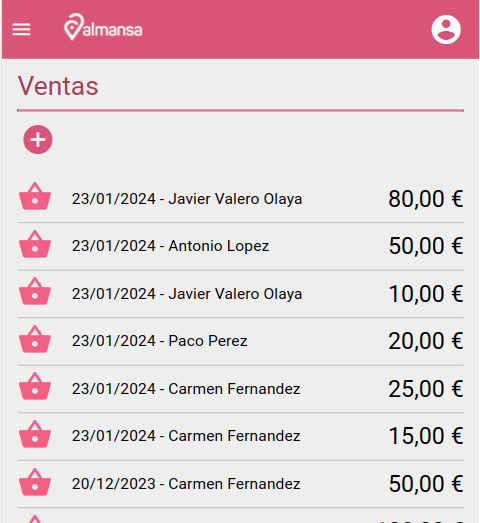 almansa
Ventas
23/01/2024 - Javier Valero Olaya 80,00 €
23/01/2024 - Antonio Lopez 50,00 €
23/01/2024 - Javier Valero Olaya 10,00 €
23/01/2024 - Paco Perez 20,00 €
23/01/2024 - Carmen Fernandez 25,00 €
23/01/2024 - Carmen Fernandez 15,00 €
20/12/2023 - Carmen Fernandez 50,00 €